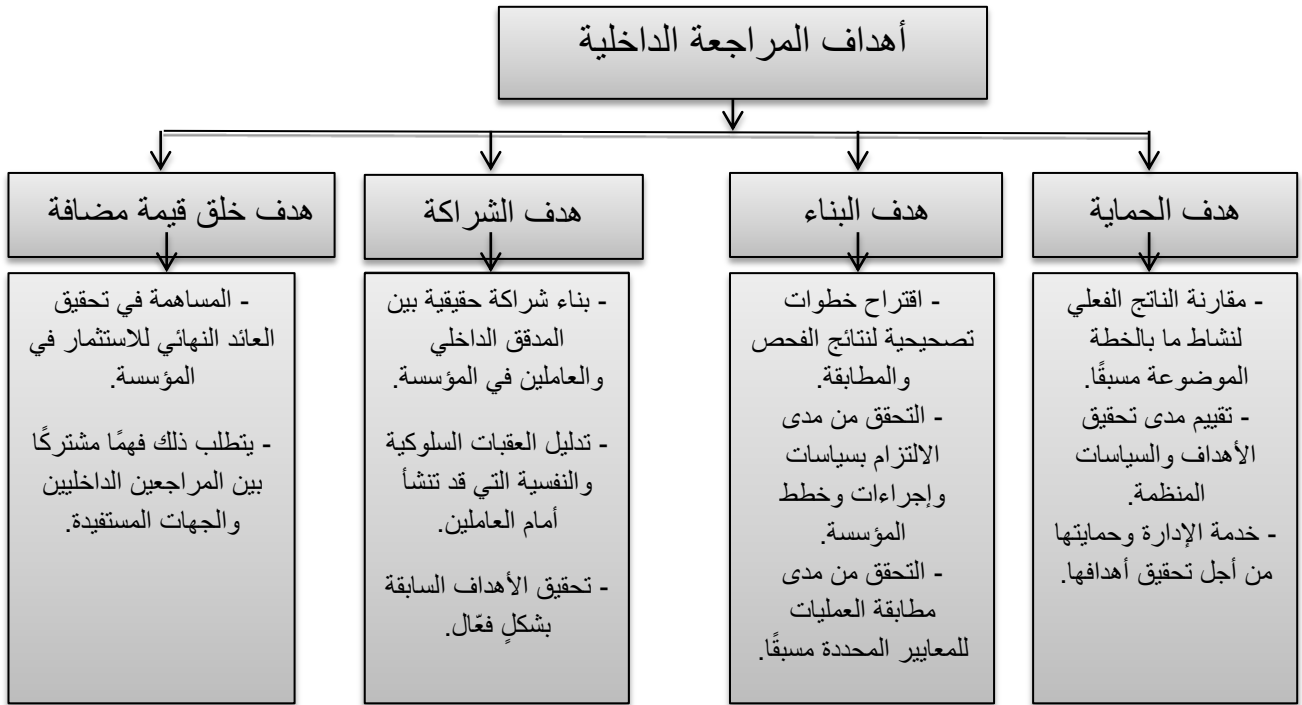 أهداف المراجعة الداخلية
هدف الحماية
- مقارنة الناتج الفعلي
لنشاط ما بالخطة
الموضوعة مسبقًا.
- تقييم مدى تحقيق
الأهداف والسياسات
المنظمة.
- خدمة الإدارة وحمايتها
من أجل تحقيق أهدافها.
هدف البناء
- اقتراح خطوات
تصحيحية لنتائج الفحص
والمطابقة.
- التحقق من مدى
الالتزام بسياسات
وإجراءات وخطط
المؤسسة.
- التحقق من مدى
مطابقة العمليات
للمعايير المحددة مسبقًا.
هدف الشراكة
- بناء شراكة حقيقية بين
المدقق الداخلي
والعاملين في المؤسسة.
- تدليل العقبات السلوكية
والنفسية التي قد تنشأ
أمام العاملين.
- تحقيق الأهداف السابقة
بشكلٍ فعّال.
هدف خلق قيمة مضافة
- المساهمة في تحقيق
العائد النهائي للاستثمار في
المؤسسة.
- يتطلب ذلك فهمًا مشتركًا
بين المراجعين الداخليين
والجهات المستفيدة.